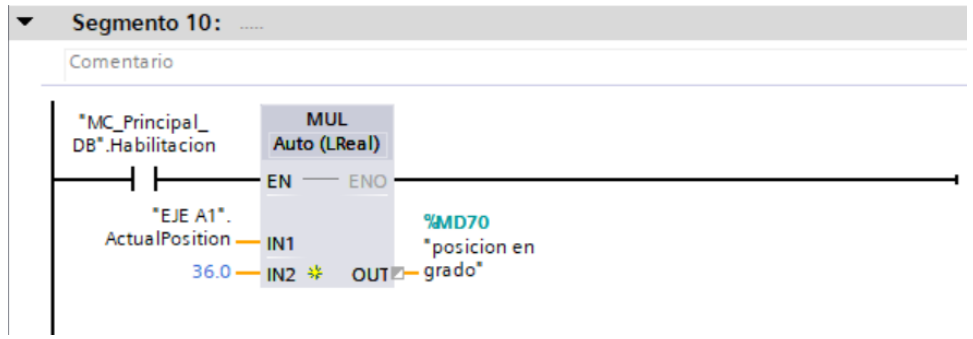 Segmento 10: .....
Comentario
"MC_Principal_
DB".Habilitacion
MUL
Auto (LReal)
EN
ENO
"EJE A1".
ActualPosition
IN1
36.0
IN2
OUT
%MD70
"posicion en
grado"